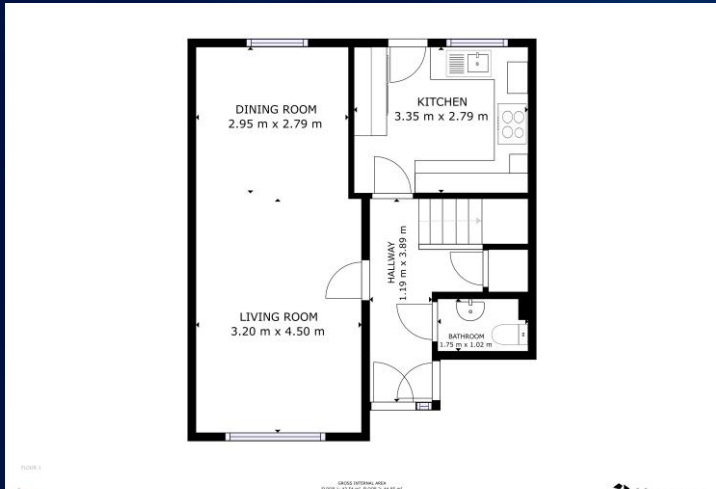 DINING ROOM
2.95 m x 2.79 m
KITCHEN
3.35 m x 2.79 m
HALLWAY
1.19 m x 3.89 m
LIVING ROOM
3.20 m x 4.50 m
BATHROOM
1.75 m x 1.02 m
FLOOR 1
GROSS INTERNAL AREA